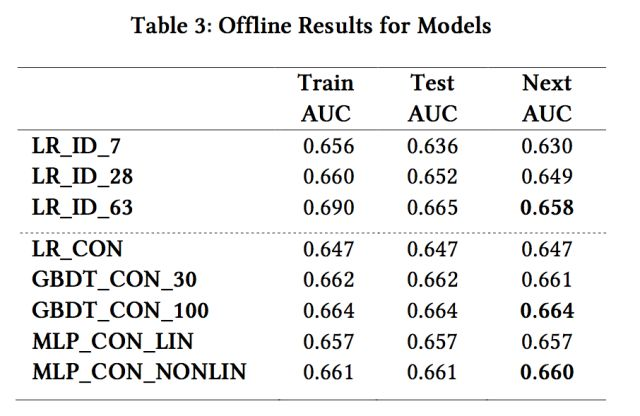 Table 3: Offline Results for Models
Train Test Next
AUC AUC AUC
LR_ID_7 0.656 0.636 0.630
LR_ID_28 0.660 0.652 0.649
LR_ID_63 0.690 0.665 0.658
LR_CON 0.647 0.647 0.647
GBDT_CON_30 0.662 0.662 0.661
GBDT_CON_100 0.664 0.664 0.664
MLP_CON_LIN 0.657 0.657 0.657
MLP_CON_NONLIN 0.661 0.661 0.660